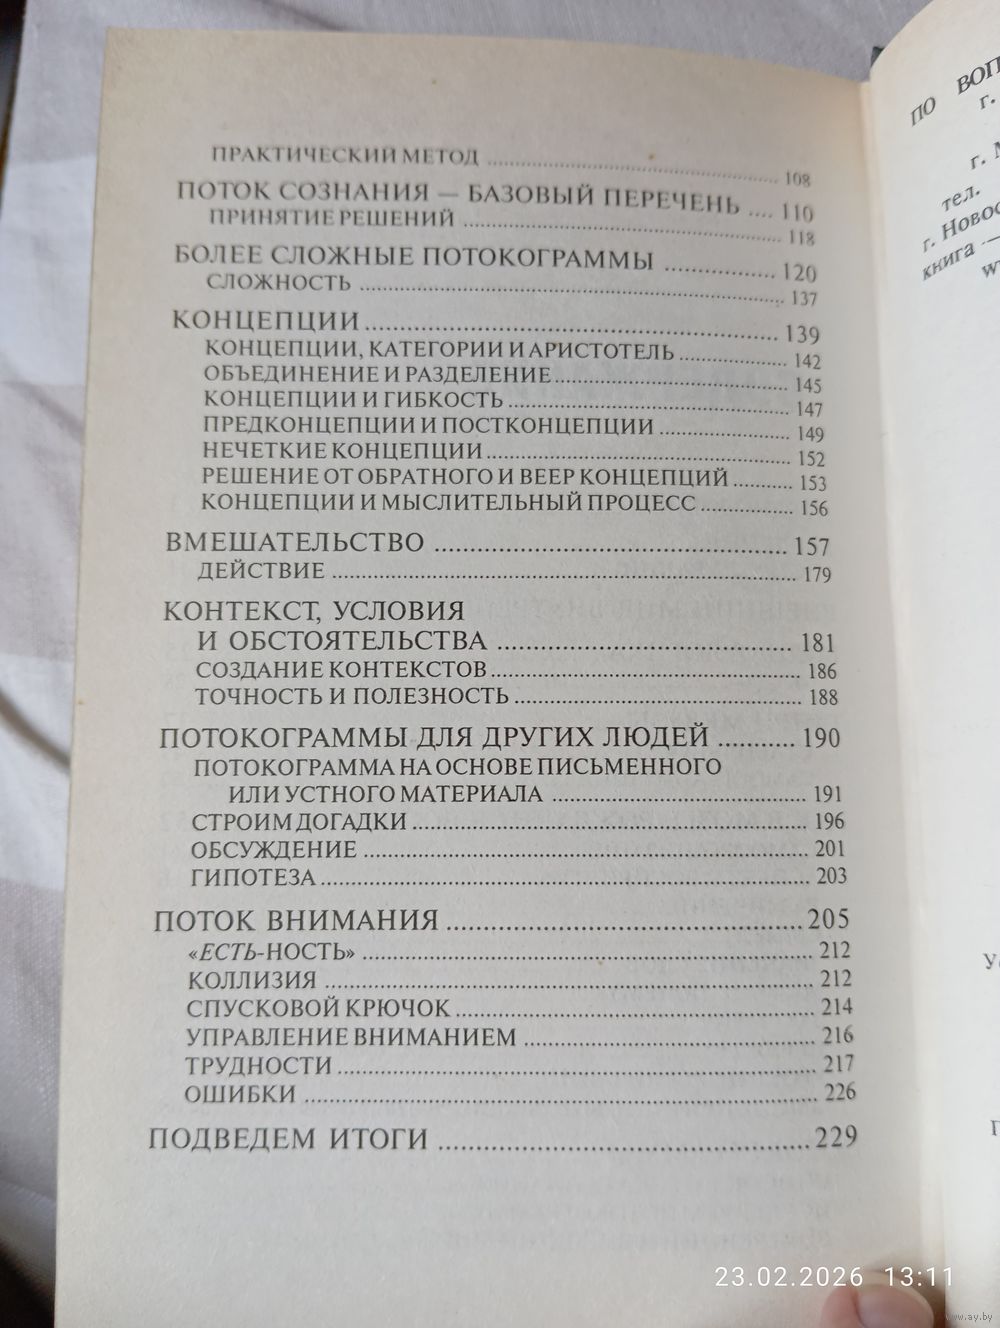 ПРАКТИЧЕСКИЙ МЕТОД ........ 108
ПОТОК СОЗНАНИЯ — БАЗОВЫЙ ПЕРЕЧЕНЬ .... 110
ПРИНЯТИЕ РЕШЕНИЙ ........ 118
БОЛЕЕ СЛОЖНЫЕ ПОТОКОГРАММЫ ........ 120
СЛОЖНОСТЬ ........ 137
КОНЦЕПЦИИ ........ 139
КОНЦЕПЦИИ, КАТЕГОРИИ И АРИСТОТЕЛЬ ........ 142
ОБЪЕДИНЕНИЕ И РАЗДЕЛЕНИЕ ........ 145
КОНЦЕПЦИИ И ГИБКОСТЬ ........ 147
ПРЕДКОНЦЕПЦИИ И ПОСТКОНЦЕПЦИИ ........ 149
НЕЧЕТКИЕ КОНЦЕПЦИИ ........ 152
РЕШЕНИЕ ОТ ОБРАТНОГО И ВЕЕР КОНЦЕПЦИЙ ........ 153
КОНЦЕПЦИИ И МЫСЛИТЕЛЬНЫЙ ПРОЦЕСС ........ 156
ВМЕШАТЕЛЬСТВО ........ 157
ДЕЙСТВИЕ ........ 179
КОНТЕКСТ, УСЛОВИЯ
И ОБСТОЯТЕЛЬСТВА ........ 181
СОЗДАНИЕ КОНТЕКСТОВ ........ 186
ТОЧНОСТЬ И ПОЛЕЗНОСТЬ ........ 188
ПОТОКОГРАММЫ ДЛЯ ДРУГИХ ЛЮДЕЙ ........ 190
ПОТОКОГРАММА НА ОСНОВЕ ПИСЬМЕННОГО
ИЛИ УСТНОГО МАТЕРИАЛА ........ 191
СТРОИМ ДОГАДКИ ........ 196
ОБСУЖДЕНИЕ ........ 201
ГИПОТЕЗА ........ 203
ПОТОК ВНИМАНИЯ ........ 205
«ЕСТЬ-НОСТЬ» ........ 212
КОЛЛИЗИЯ ........ 212
СПУСКОВОЙ КРЮЧОК ........ 214
УПРАВЛЕНИЕ ВНИМАНИЕМ ........ 216
ТРУДНОСТИ ........ 217
ОШИБКИ ........ 226
ПОДВЕДЕМ ИТОГИ ........ 229
ПО
г.
г.
тел.
г.
книга —
23.02.2026 13:11
www.ay.by